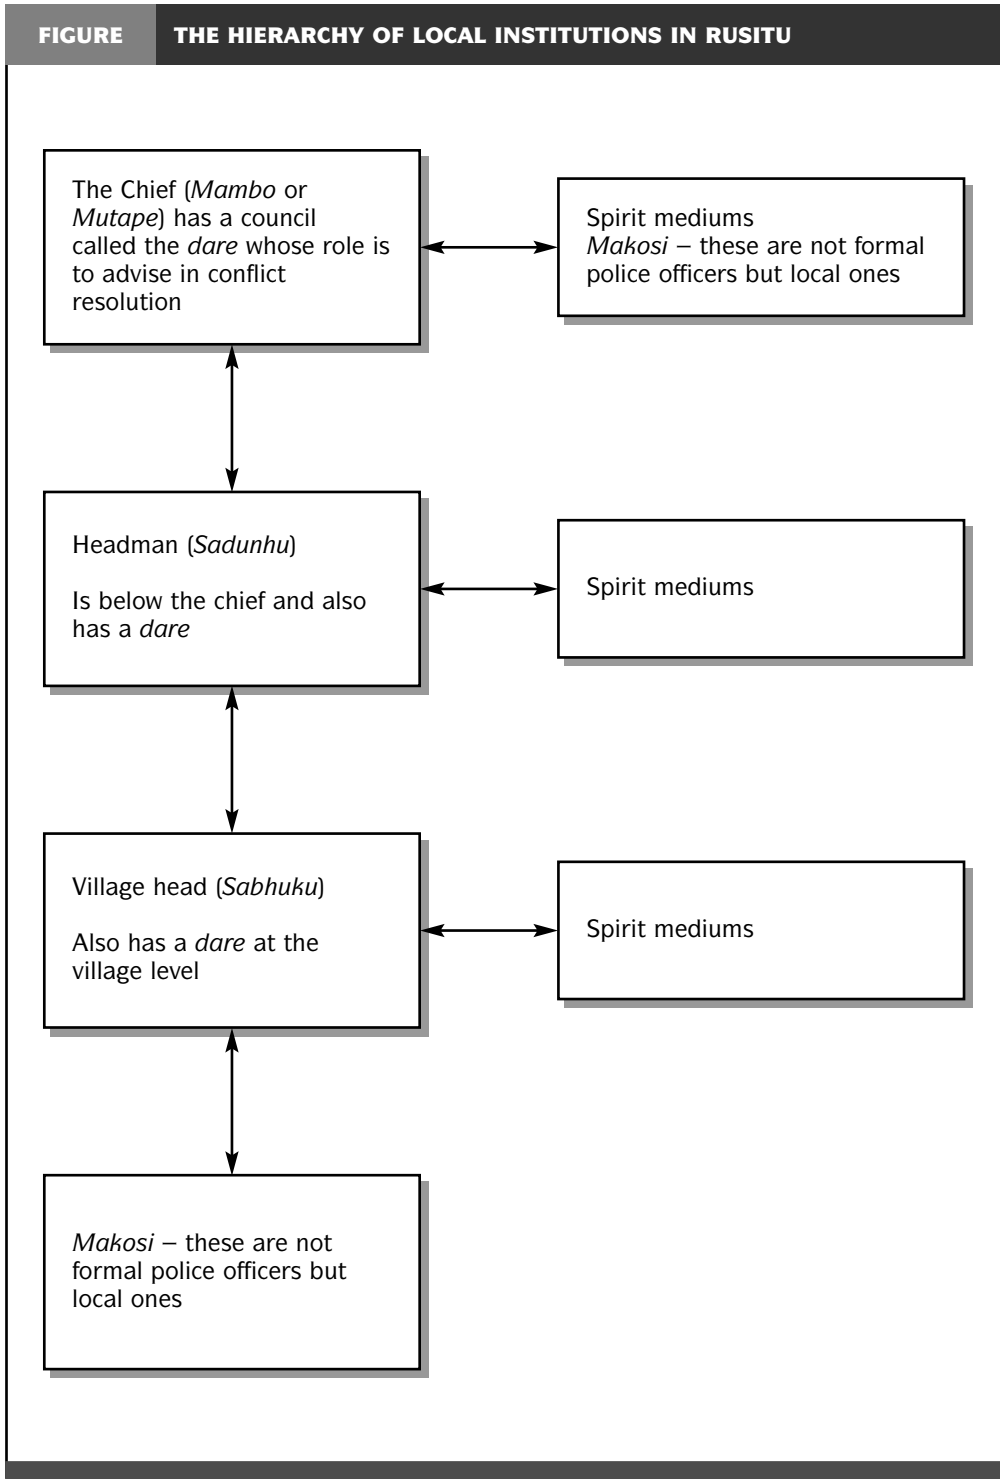 FIGURE THE HIERARCHY OF LOCAL INSTITUTIONS IN RUSITU
The Chief (Mambo or
Mutape) has a council
called the dare whose role is
to advise in conflict
resolution
Spirit mediums
Makosi – these are not formal
police officers but local ones
Headman (Sadunhu)
Is below the chief and also
has a dare
Spirit mediums
Village head (Sabhuku)
Also has a dare at the
village level
Spirit mediums
Makosi – these are not
formal police officers but
local ones